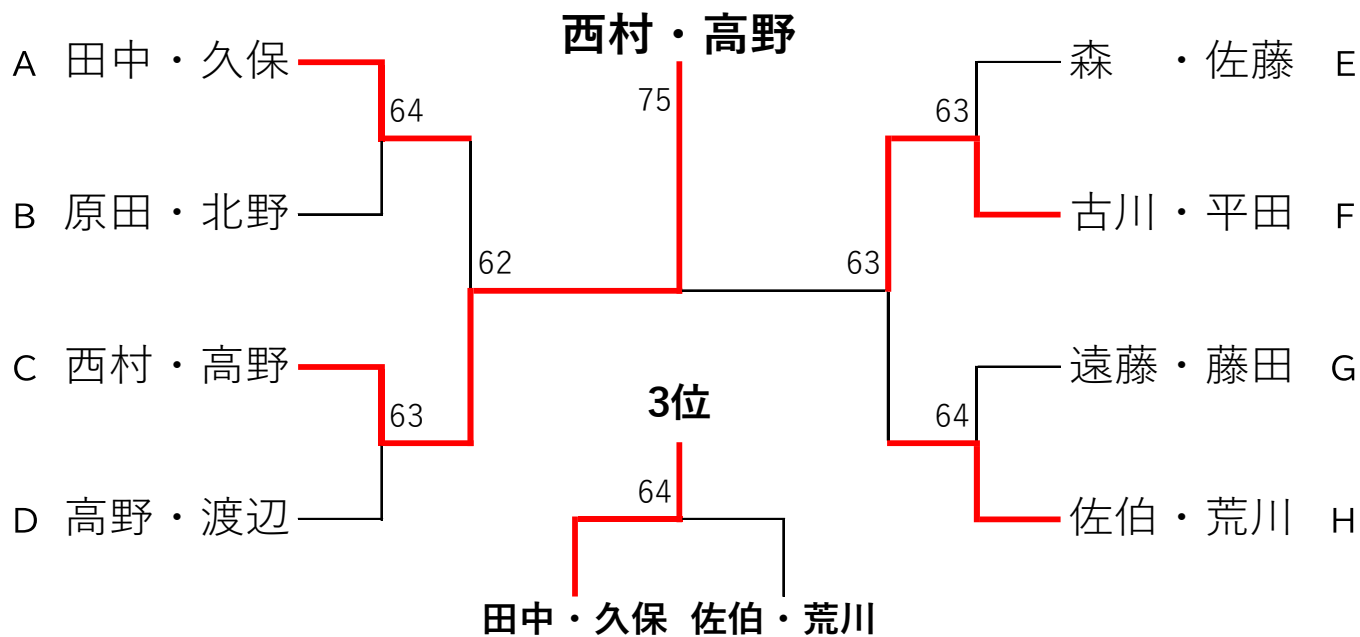 西村・高野
A 田中・久保
64
B 原田・北野
62
C 西村・高野
63
D 高野・渡辺
75
森 ・佐藤 E
63
古川・平田 F
63
遠藤・藤田 G
64
佐伯・荒川 H
3位
64
田中・久保 佐伯・荒川